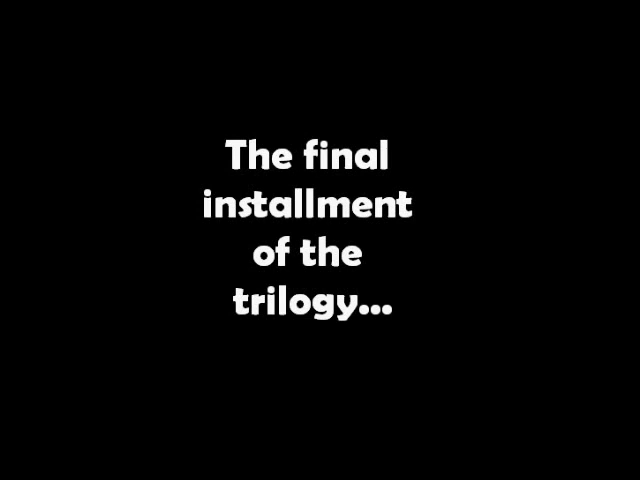 The final
installment
of the
trilogy...